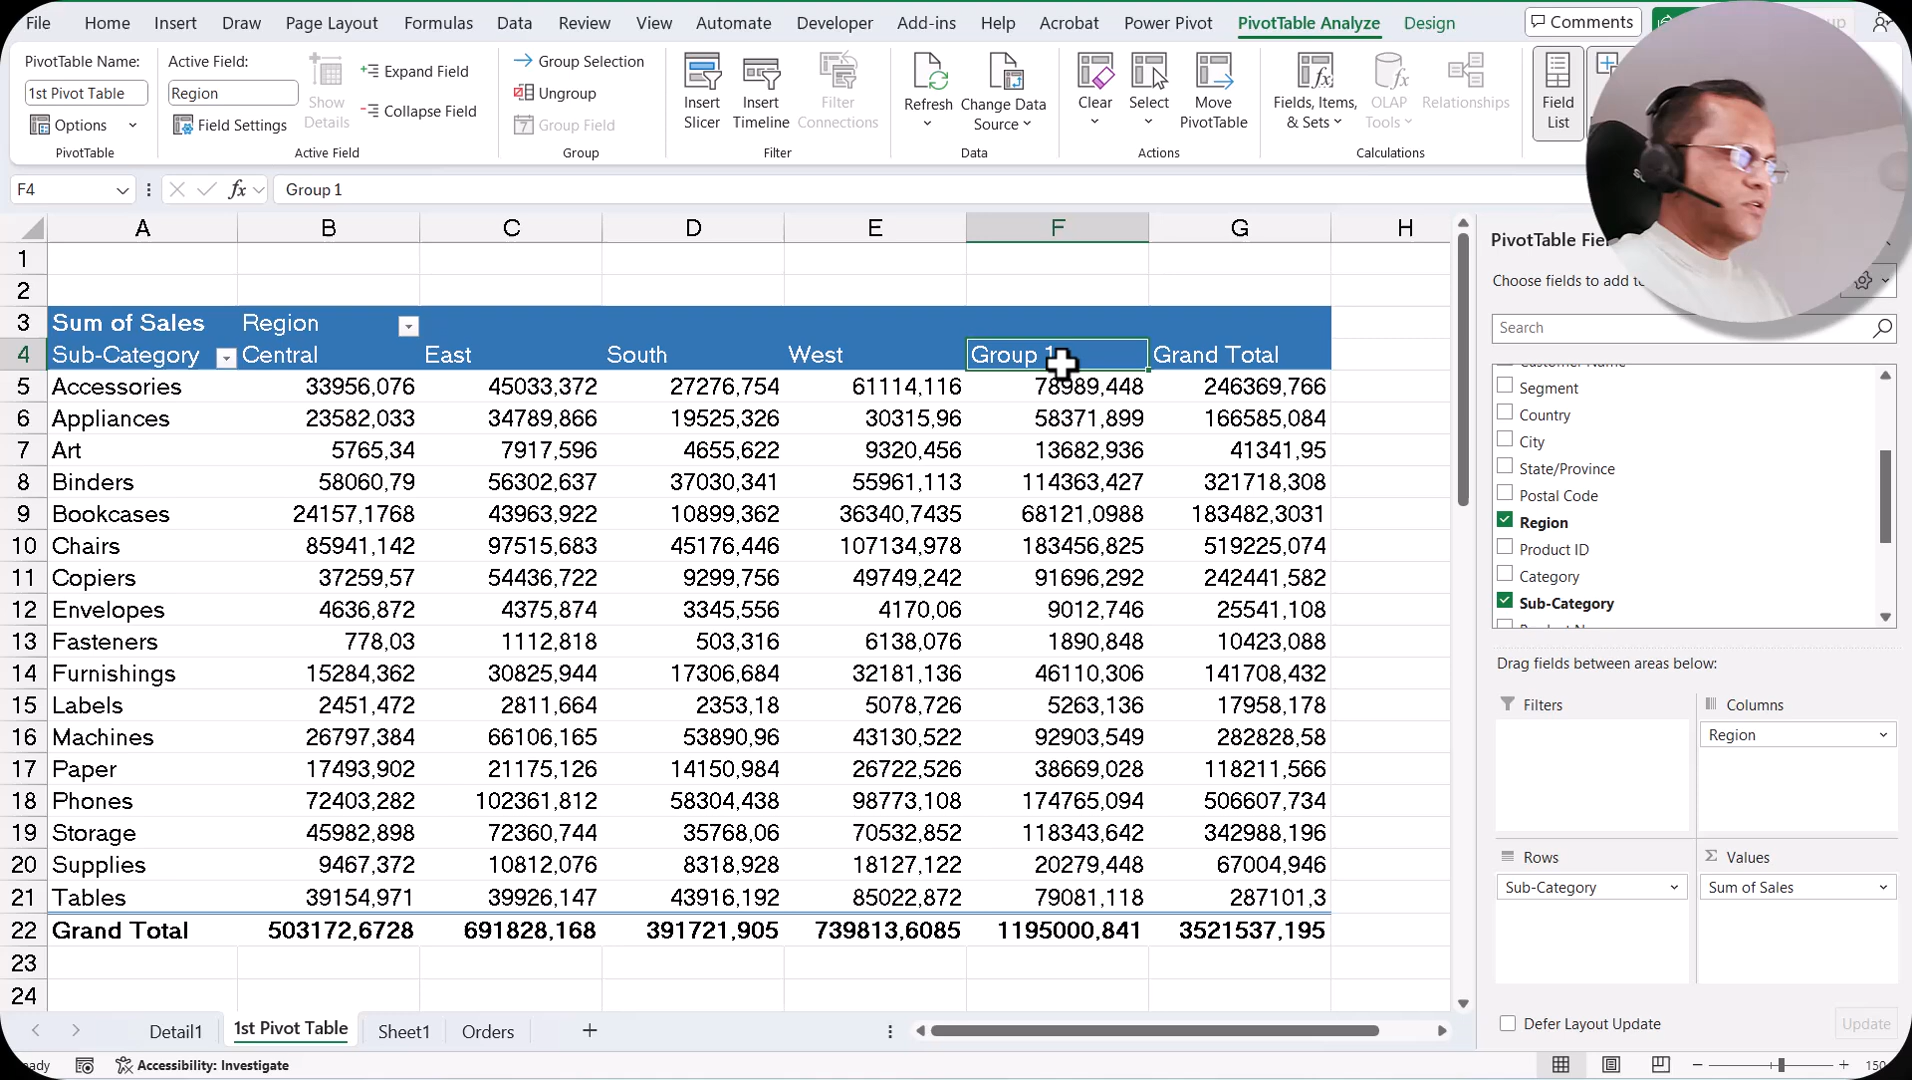 File Home Insert Draw Page Layout Formulas Data Review View Automate Developer Add-ins Help Acrobat Power Pivot PivotTable Analyze Design Comments
PivotTable Name: Active Field: Group Selection
1st Pivot Table Region Show Details Expand Field Ungroup Insert Slicer Insert Timeline Filter Connections Refresh Change Data Source Clear Select Move PivotTable Fields, Items, & Sets OLAP Tools Relationships Field List
Options Field Settings Collapse Field Group Field
PivotTable Active Field Group Filter Data Actions Calculations
F4 fx Group 1
A B C D E F G H
1
2
3 Sum of Sales Region
4 Sub-Category Central East South West Group Grand Total
5 Accessories 33956,076 45033,372 27276,754 61114,116 78989,448 246369,766
6 Appliances 23582,033 34789,866 19525,326 30315,96 58371,899 166585,084
7 Art 5765,34 7917,596 4655,622 9320,456 13682,936 41341,95
8 Binders 58060,79 56302,637 37030,341 55961,113 114363,427 321718,308
9 Bookcases 24157,1768 43963,922 10899,362 36340,7435 68121,0988 183482,3031
10 Chairs 85941,142 97515,683 45176,446 107134,978 183456,825 519225,074
11 Copiers 37259,57 54436,722 9299,756 49749,242 91696,292 242441,582
12 Envelopes 4636,872 4375,874 3345,556 4170,06 9012,746 25541,108
13 Fasteners 778,03 1112,818 503,316 6138,076 1890,848 10423,088
14 Furnishings 15284,362 30825,944 17306,684 32181,136 46110,306 141708,432
15 Labels 2451,472 2811,664 2353,18 5078,726 5263,136 17958,178
16 Machines 26797,384 66106,165 53890,96 43130,522 92903,549 282828,58
17 Paper 17493,902 21175,126 14150,984 26722,526 38669,028 118211,566
18 Phones 72403,282 102361,812 58304,438 98773,108 174765,094 506607,734
19 Storage 45982,898 72360,744 35768,06 70532,852 118343,642 342988,196
20 Supplies 9467,372 10812,076 8318,928 18127,122 20279,448 67004,946
21 Tables 39154,971 39926,147 43916,192 85022,872 79081,118 287101,3
22 Grand Total 503172,6728 691828,168 391721,905 739813,6085 1195000,841 3521537,195
23
24
Detail1 1st Pivot Table Sheet1 Orders
Accessibility: Investigate
PivotTable
Choose fields to add
Search
Segment
Country
City
State/Province
Postal Code
Region
Product ID
Category
Sub-Category
Drag fields between areas below:
Filters Columns
Region
Rows Values
Sub-Category Sum of Sales
Defer Layout Update Update